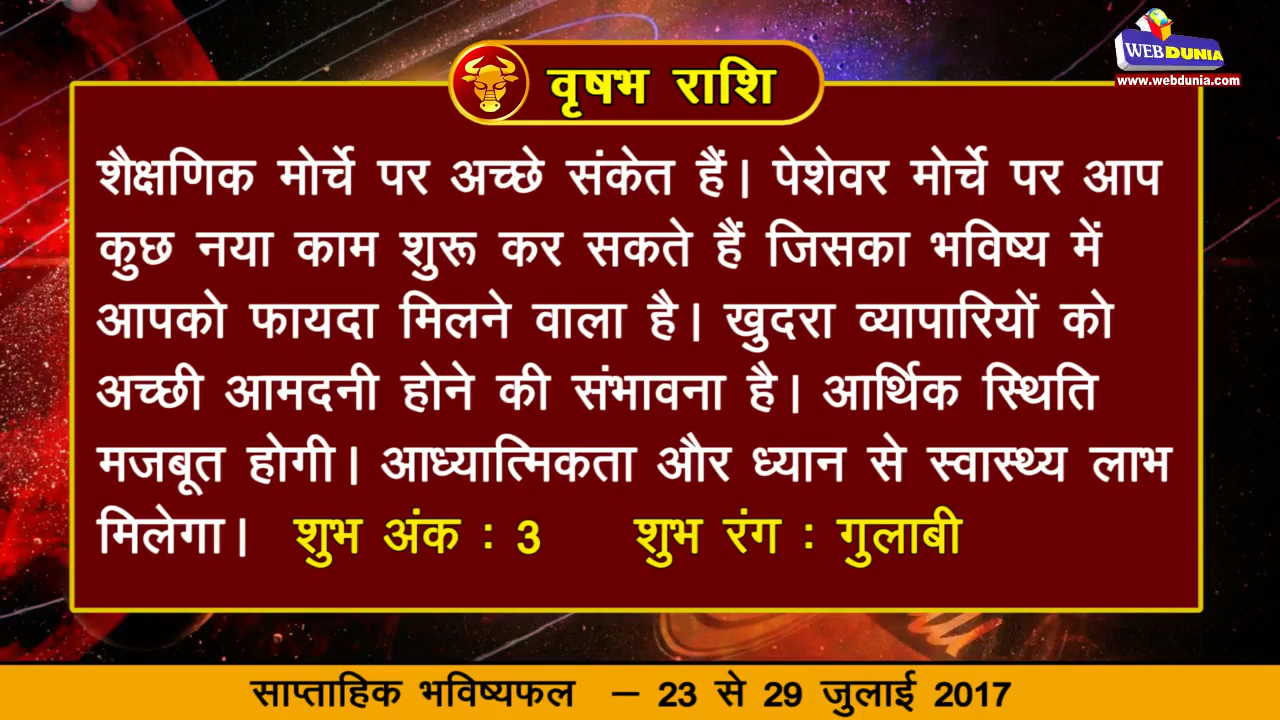 WEBDUNIA
www.webdunia.com
वृषभ राशि
शैक्षणिक मोर्चे पर अच्छे संकेत हैं। पेशेवर मोर्चे पर आप
कुछ नया काम शुरू कर सकते हैं जिसका भविष्य में
आपको फायदा मिलने वाला है। खुदरा व्यापारियों को
अच्छी आमदनी होने की संभावना है। आर्थिक स्थिति
मजबूत होगी। आध्यात्मिकता और ध्यान से स्वास्थ्य लाभ
मिलेगा। शुभ अंक : 3 शुभ रंग : गुलाबी
साप्ताहिक भविष्यफल – 23 से 29 जुलाई 2017